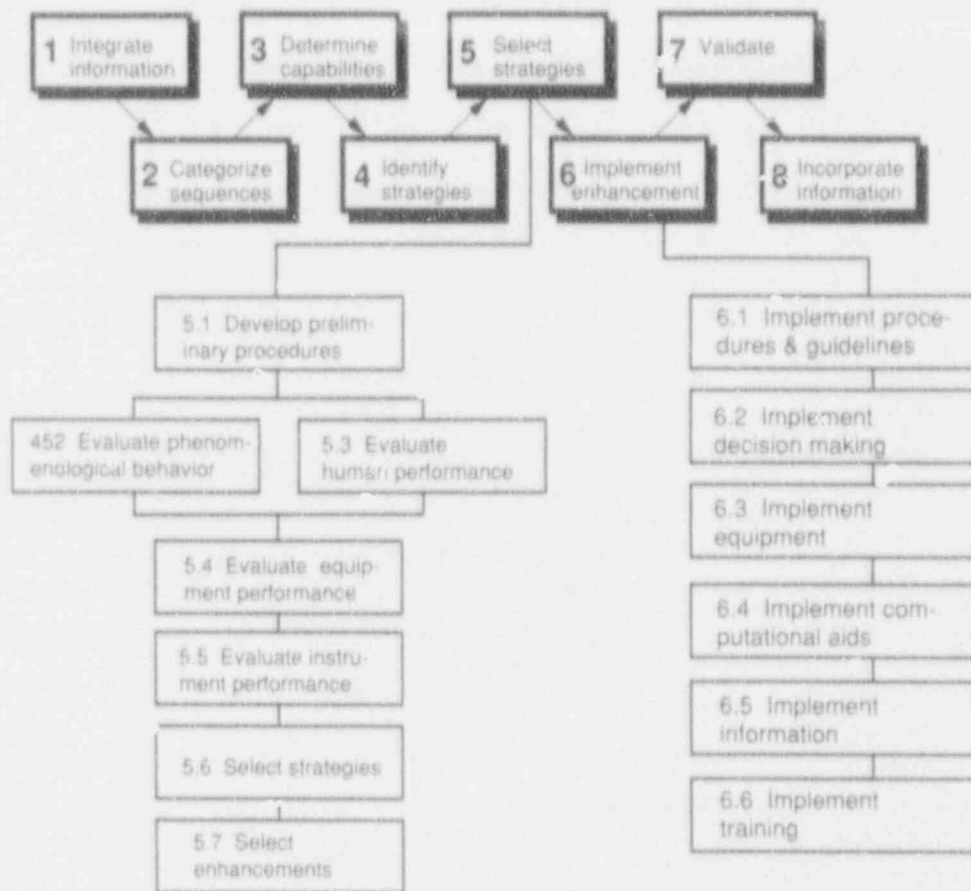 1 Integrate
information
3 Determine
capabilities
5 Select
strategies
7 Validate
2 Categorize
sequences
4 Identify
strategies
6 Implement
enhancement
8 Incorporate
information
5.1 Develop prelim-
inary procedures
452 Evaluate phenom-
enological behavior
5.3 Evaluate
human performance
5.4 Evaluate equip-
ment performance
5.5 Evaluate instru-
ment performance
5.6 Select strategies
5.7 Select
enhancements
6.1 Implement proce-
dures & guidelines
6.2 Implement
decision making
6.3 Implement
equipment
6.4 Implement com-
putational aids
6.5 Implement
information
6.6 Implement
training